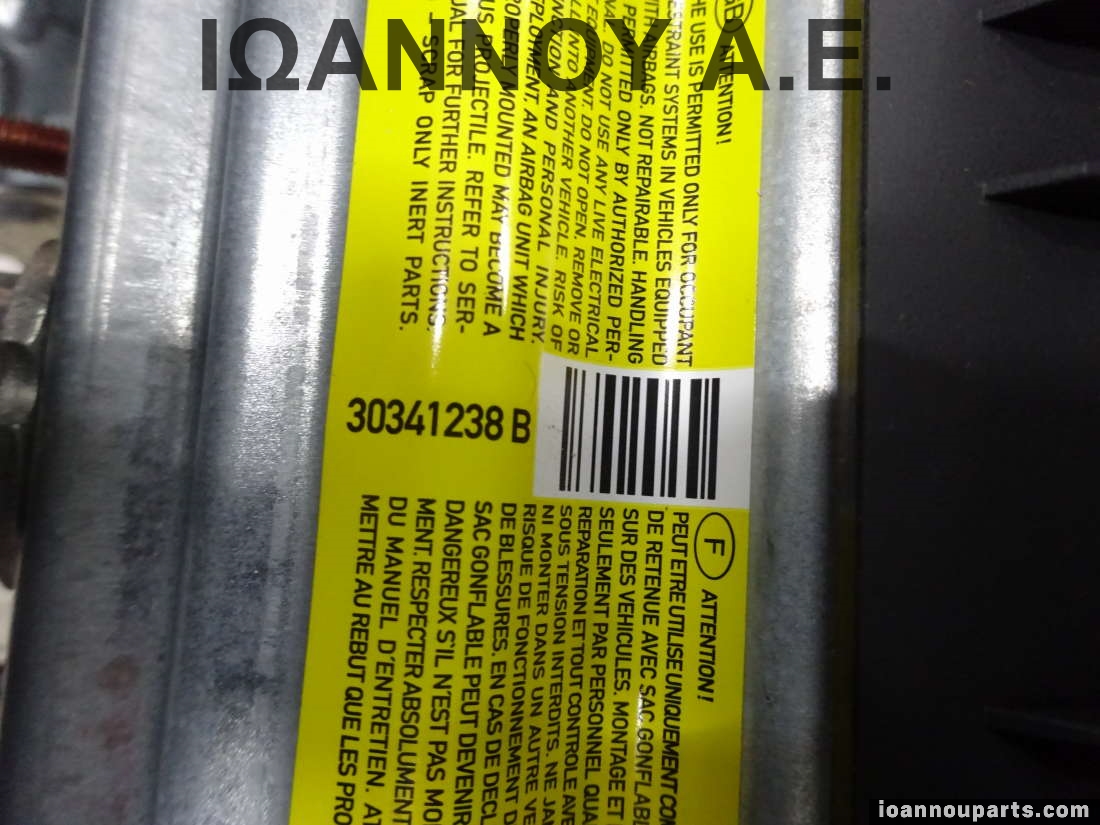 ΙΩΑΝΝΟΥ Α.Ε.
ATTENTION!
THE USE IS PERMITTED ONLY FOR OCCUPANT
RESTRAINT SYSTEMS IN VEHICLES EQUIPPED
WITH AIRBAGS. NOT REPAIRABLE. HANDLING
PERMITTED ONLY BY AUTHORIZED PER-
DO NOT USE ANY LIVE ELECTRICAL
DO NOT OPEN, REMOVE OR
INTO ANOTHER VEHICLE. RISK OF
AND PERSONAL INJURY.
AN AIRBAG UNIT WHICH
MOUNTED MAY BECOME A
PROJECTILE. REFER TO SER-
FOR FURTHER INSTRUCTIONS.
SCRAP ONLY INERT PARTS.
30341238 B
F ATTENTION!
PEUT ETRE UTILISE UNIQUEMENT
DE RETENUE AVEC SAC GONFLABLE
SUR DES VEHICULES. MONTAGE ET
SEULEMENT PAR PERSONNEL
REPARATION ET TOUT CONTROLE
SOUS TENSION INTERDITS. NE
NI MONTER DANS UN AUTRE
RISQUE DE FONCTIONNEMENT
DE BLESSURES. EN CAS DE
SAC GONFLABLE PEUT DEVENIR
DANGEREUX S'IL N'EST PAS
MENT. RESPECTER ABSOLUMENT
DU MANUEL D'ENTRETIEN.
METTRE AU REBUT QUE LES
ioannouparts.com